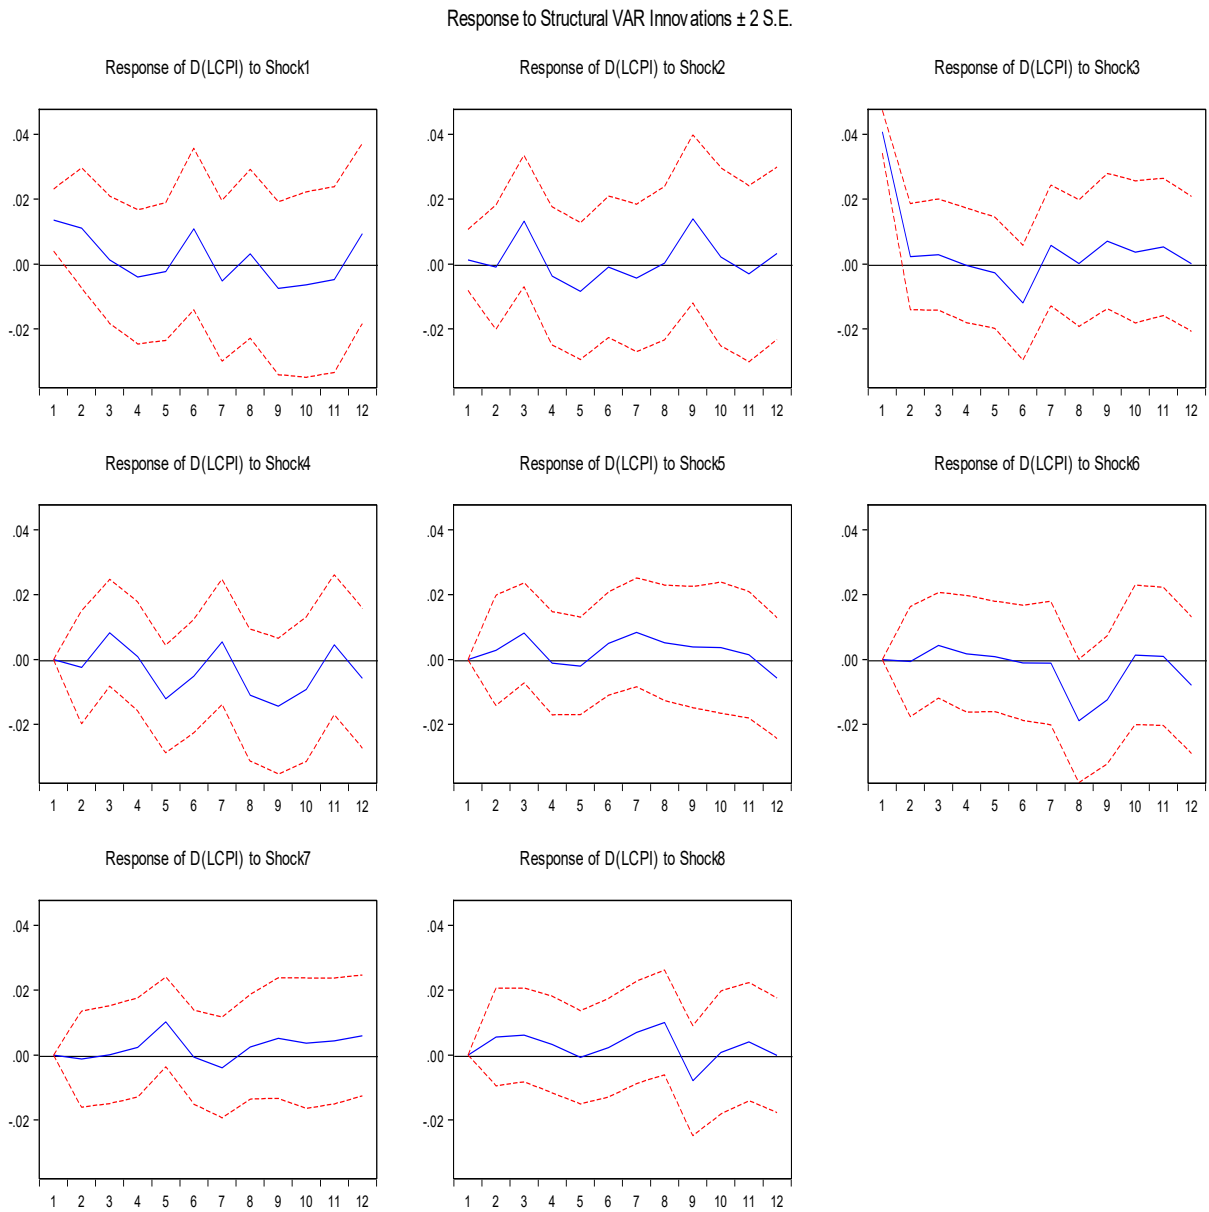 Response to Structural VAR Innovations ± 2 S.E.
Response of D(LCPI) to Shock1
Response of D(LCPI) to Shock2
Response of D(LCPI) to Shock3
.04
.02
.00
-.02
1 2 3 4 5 6 7 8 9 10 11 12
.04
.02
.00
-.02
1 2 3 4 5 6 7 8 9 10 11 12
.04
.02
.00
-.02
1 2 3 4 5 6 7 8 9 10 11 12
Response of D(LCPI) to Shock4
Response of D(LCPI) to Shock5
Response of D(LCPI) to Shock6
.04
.02
.00
-.02
1 2 3 4 5 6 7 8 9 10 11 12
.04
.02
.00
-.02
1 2 3 4 5 6 7 8 9 10 11 12
.04
.02
.00
-.02
1 2 3 4 5 6 7 8 9 10 11 12
Response of D(LCPI) to Shock7
Response of D(LCPI) to Shock8
.04
.02
.00
-.02
1 2 3 4 5 6 7 8 9 10 11 12
.04
.02
.00
-.02
1 2 3 4 5 6 7 8 9 10 11 12